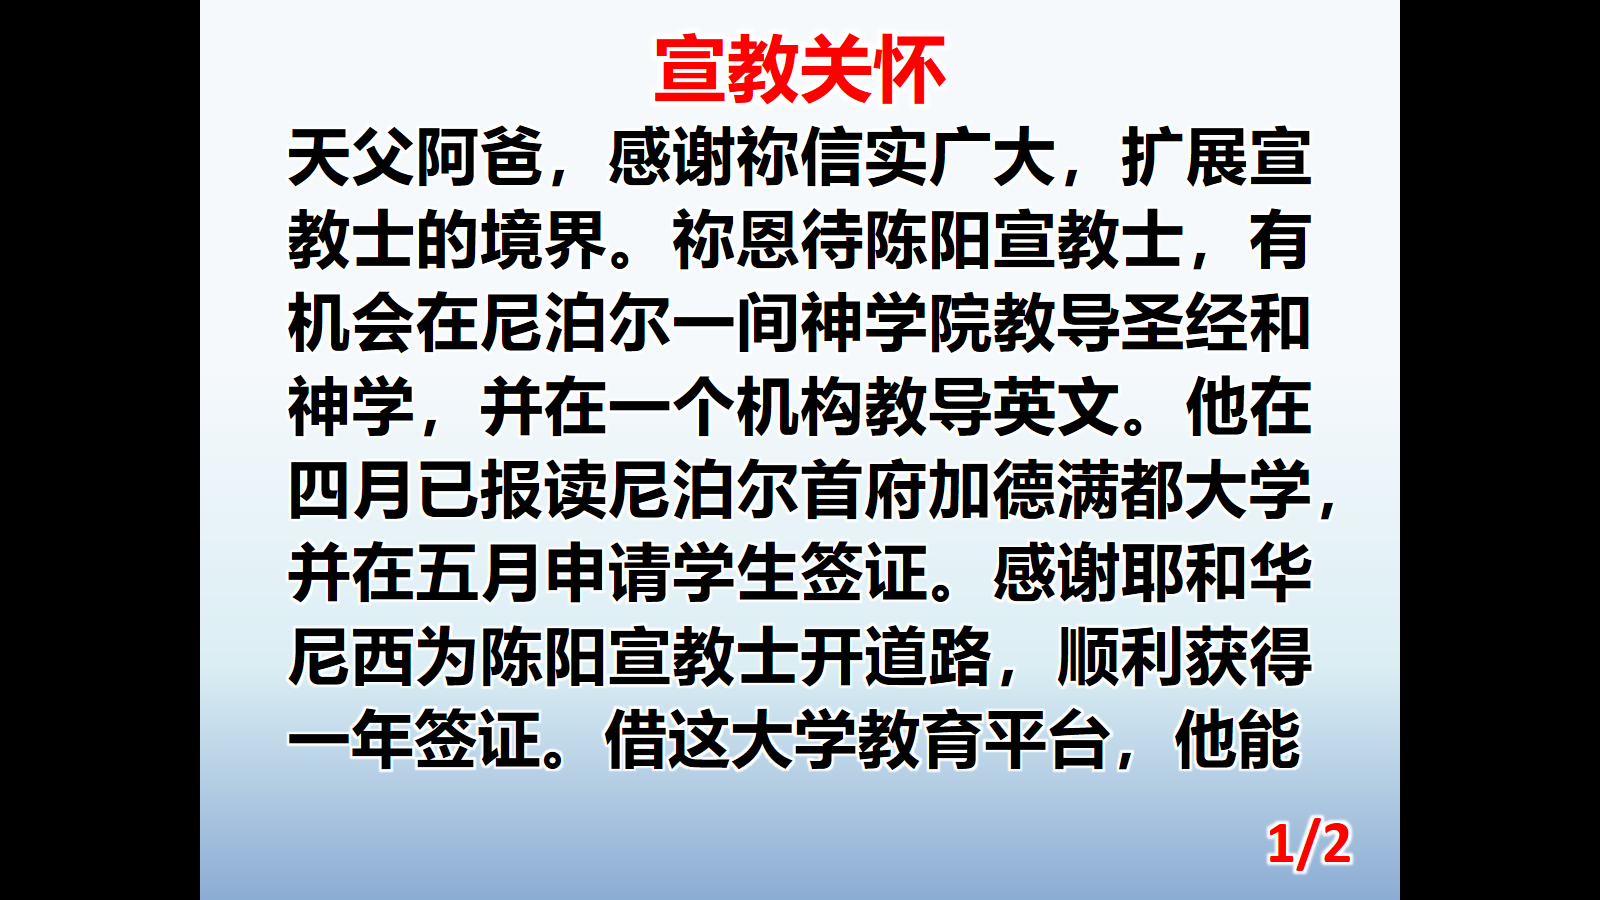 宣教关怀
天父阿爸，感谢祢信实广大，扩展宣
教士的境界。祢恩待陈阳宣教士，有
机会在尼泊尔一间神学院教导圣经和
神学，并在一个机构教导英文。他在
四月已报读尼泊尔首府加德满都大学，
并在五月申请学生签证。感谢耶和华
尼西为陈阳宣教士开道路，顺利获得
一年签证。借这大学教育平台，他能
1/2